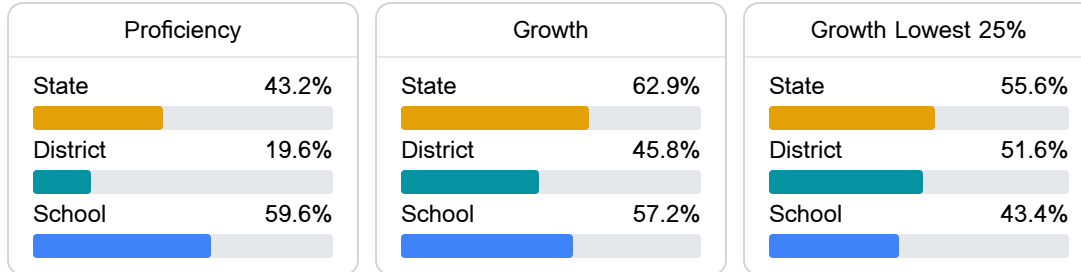 Proficiency
State 43.2%
District 19.6%
School 59.6%
Growth
State 62.9%
District 45.8%
School 57.2%
Growth Lowest 25%
State 55.6%
District 51.6%
School 43.4%